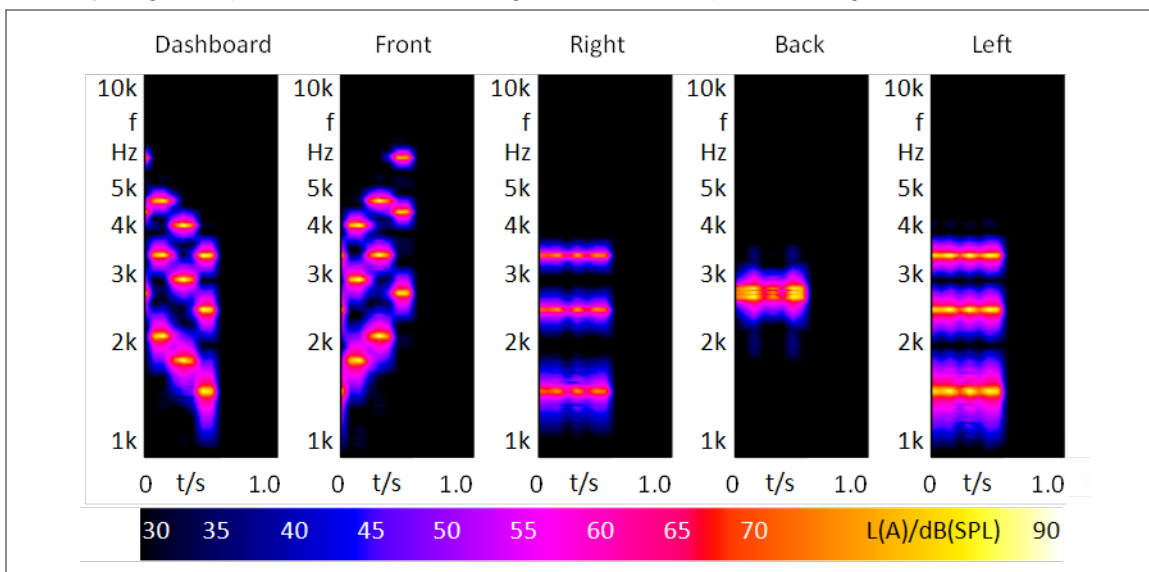 Dashboard Front Right Back Left
10k 10k 10k 10k 10k
f f f f f
Hz Hz Hz Hz Hz
5k 5k 5k 5k 5k
4k 4k 4k 4k 4k
3k 3k 3k 3k 3k
2k 2k 2k 2k 2k
1k 1k 1k 1k 1k
0 t/s 1.0 0 t/s 1.0 0 t/s 1.0 0 t/s 1.0 0 t/s 1.0
30 35 40 45 50 55 60 65 70 L(A)/dB(SPL) 90